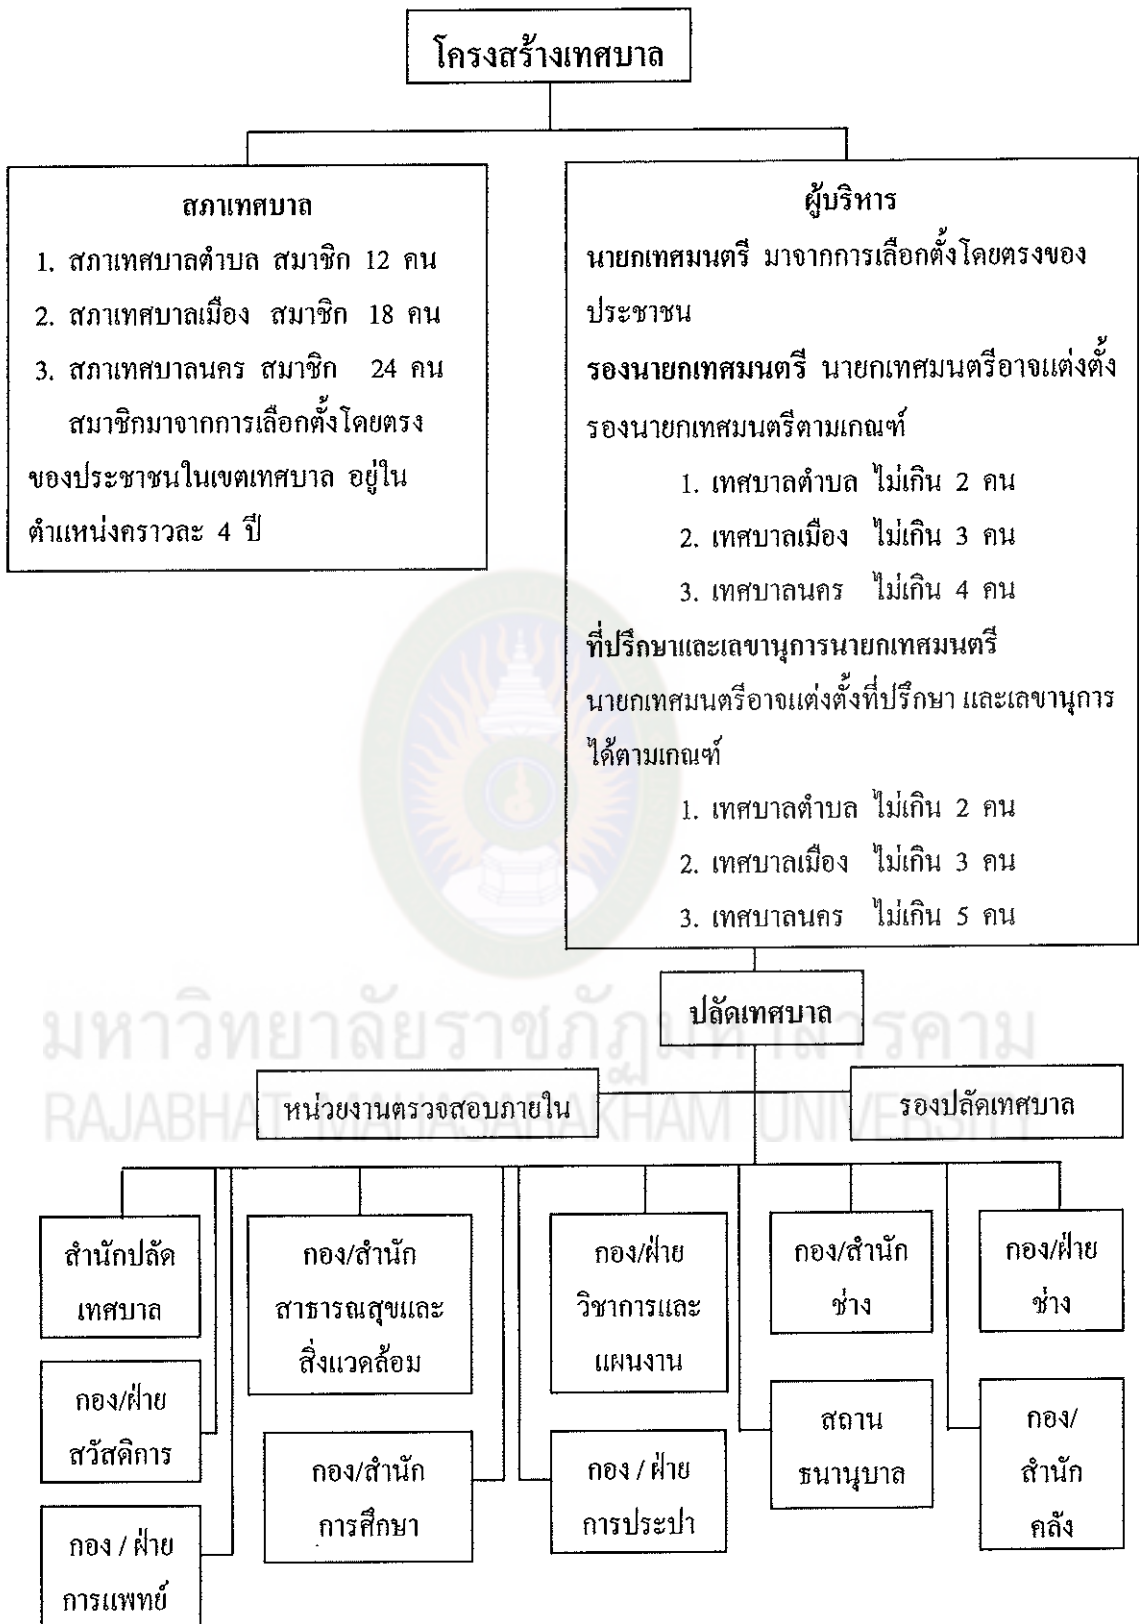 โครงสร้างเทศบาล
สภาเทศบาล
1. สภาเทศบาลตำบล สมาชิก 12 คน
2. สภาเทศบาลเมือง สมาชิก 18 คน
3. สภาเทศบาลนคร สมาชิก 24 คน
สมาชิกมาจากการเลือกตั้งโดยตรง
ของประชาชนในเขตเทศบาล อยู่ใน
ตำแหน่งคราวละ 4 ปี
ผู้บริหาร
นายกเทศมนตรี มาจากการเลือกตั้งโดยตรงของ
ประชาชน
รองนายกเทศมนตรี นายกเทศมนตรีอาจแต่งตั้ง
รองนายกเทศมนตรีตามเกณฑ์
1. เทศบาลตำบล ไม่เกิน 2 คน
2. เทศบาลเมือง ไม่เกิน 3 คน
3. เทศบาลนคร ไม่เกิน 4 คน
ที่ปรึกษาและเลขานุการนายกเทศมนตรี
นายกเทศมนตรีอาจแต่งตั้งที่ปรึกษา และเลขานุการ
ได้ตามเกณฑ์
1. เทศบาลตำบล ไม่เกิน 2 คน
2. เทศบาลเมือง ไม่เกิน 3 คน
3. เทศบาลนคร ไม่เกิน 5 คน
ปลัดเทศบาล
มหาวิทยาลัยราชภัฏมหาสารคาม
RAJABHAT MAHASARAKHAM UNIVERSITY
หน่วยงานตรวจสอบภายใน
รองปลัดเทศบาล
สำนักปลัด
เทศบาล
กอง/สำนัก
สาธารณสุขและ
สิ่งแวดล้อม
กอง/ฝ่าย
วิชาการและ
แผนงาน
กอง/สำนัก
ช่าง
กอง/ฝ่าย
ช่าง
กอง/ฝ่าย
สวัสดิการ
กอง/สำนัก
การศึกษา
กอง / ฝ่าย
การประปา
สถาน
ธนานุบาล
กอง/
สำนัก
คลัง
กอง / ฝ่าย
การแพทย์